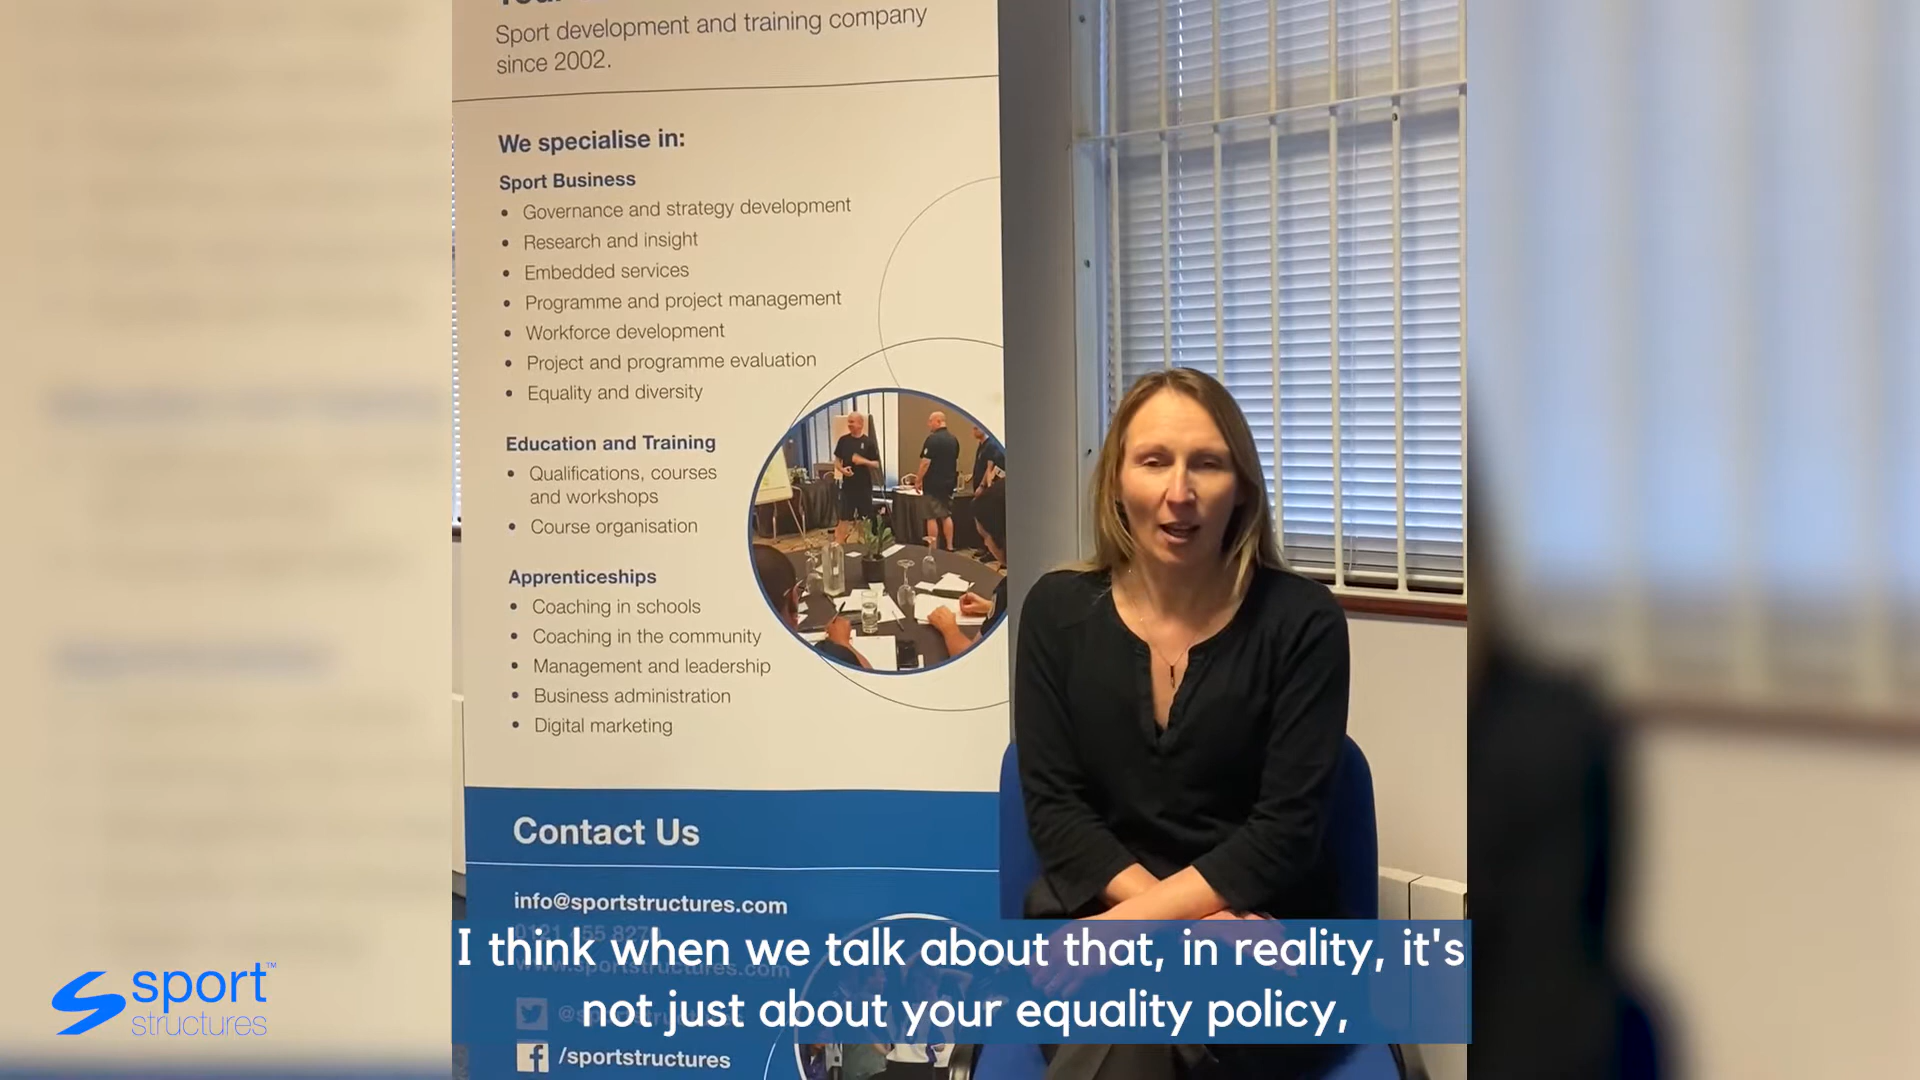 Sport development and training company
since 2002.
We specialise in:
Sport Business
• Governance and strategy development
• Research and insight
• Embedded services
• Programme and project management
• Workforce development
• Project and programme evaluation
• Equality and diversity
Education and Training
• Qualifications, courses
and workshops
• Course organisation
Apprenticeships
• Coaching in schools
• Coaching in the community
• Management and leadership
• Business administration
• Digital marketing
Contact Us
info@sportstructures.com
www.sportstructures.com
/sportstructures
I think when we talk about that, in reality, it's
not just about your equality policy,
sport™
structures